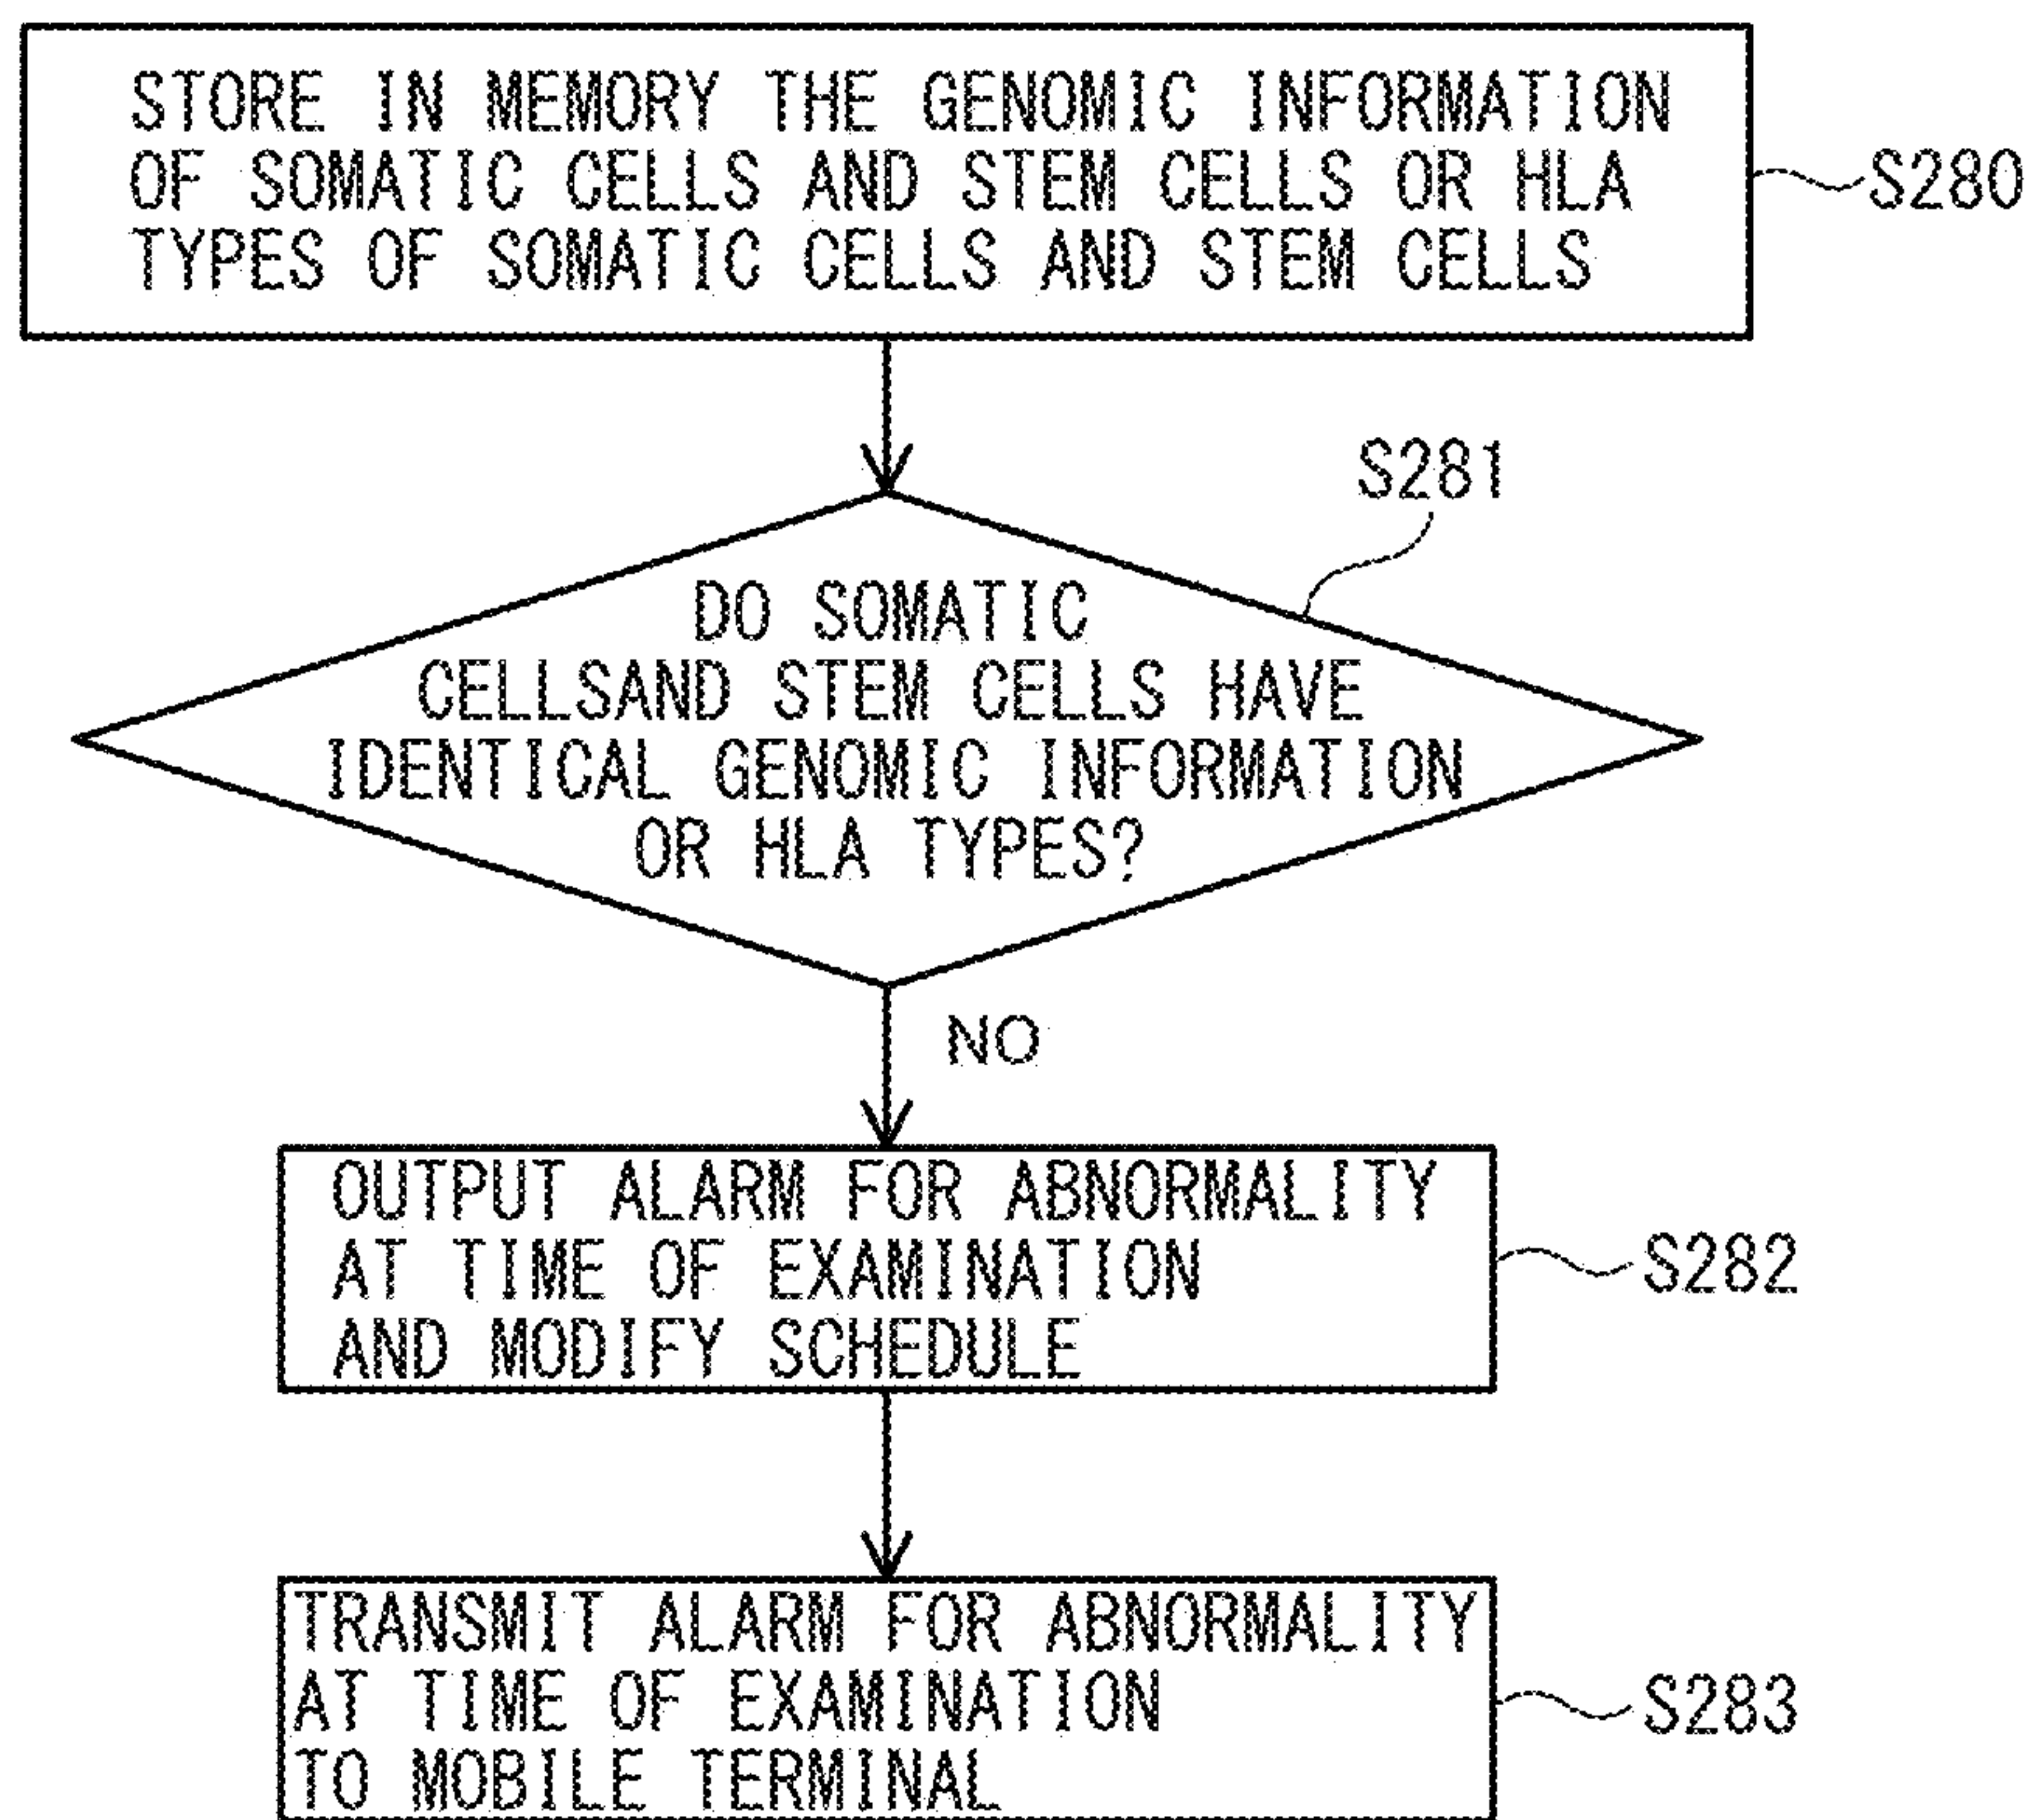 STORE IN MEMORY THE GENOMIC INFORMATION
OF SOMATIC CELLS AND STEM CELLS OR HLA
TYPES OF SOMATIC CELLS AND STEM CELLS
S280
S281
DO SOMATIC
CELLSAND STEM CELLS HAVE
IDENTICAL GENOMIC INFORMATION
OR HLA TYPES?
NO
OUTPUT ALARM FOR ABNORMALITY
AT TIME OF EXAMINATION
AND MODIFY SCHEDULE
S282
TRANSMIT ALARM FOR ABNORMALITY
AT TIME OF EXAMINATION
TO MOBILE TERMINAL
S283